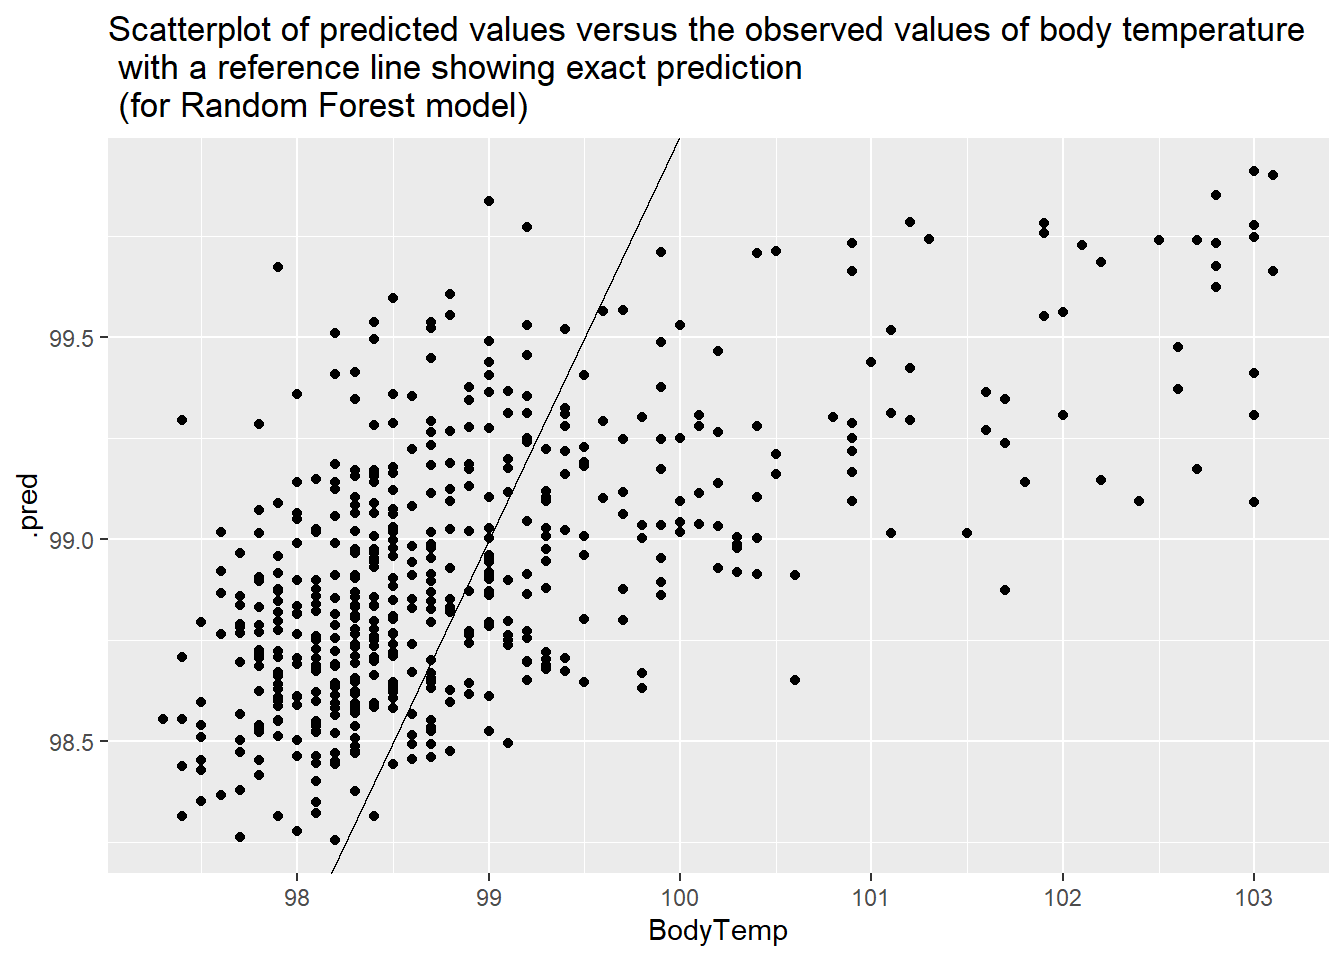 Scatterplot of predicted values versus the observed values of body temperature
with a reference line showing exact prediction
(for Random Forest model)
99.5
99.0
98.5
.pred
98 99 100 101 102 103
BodyTemp